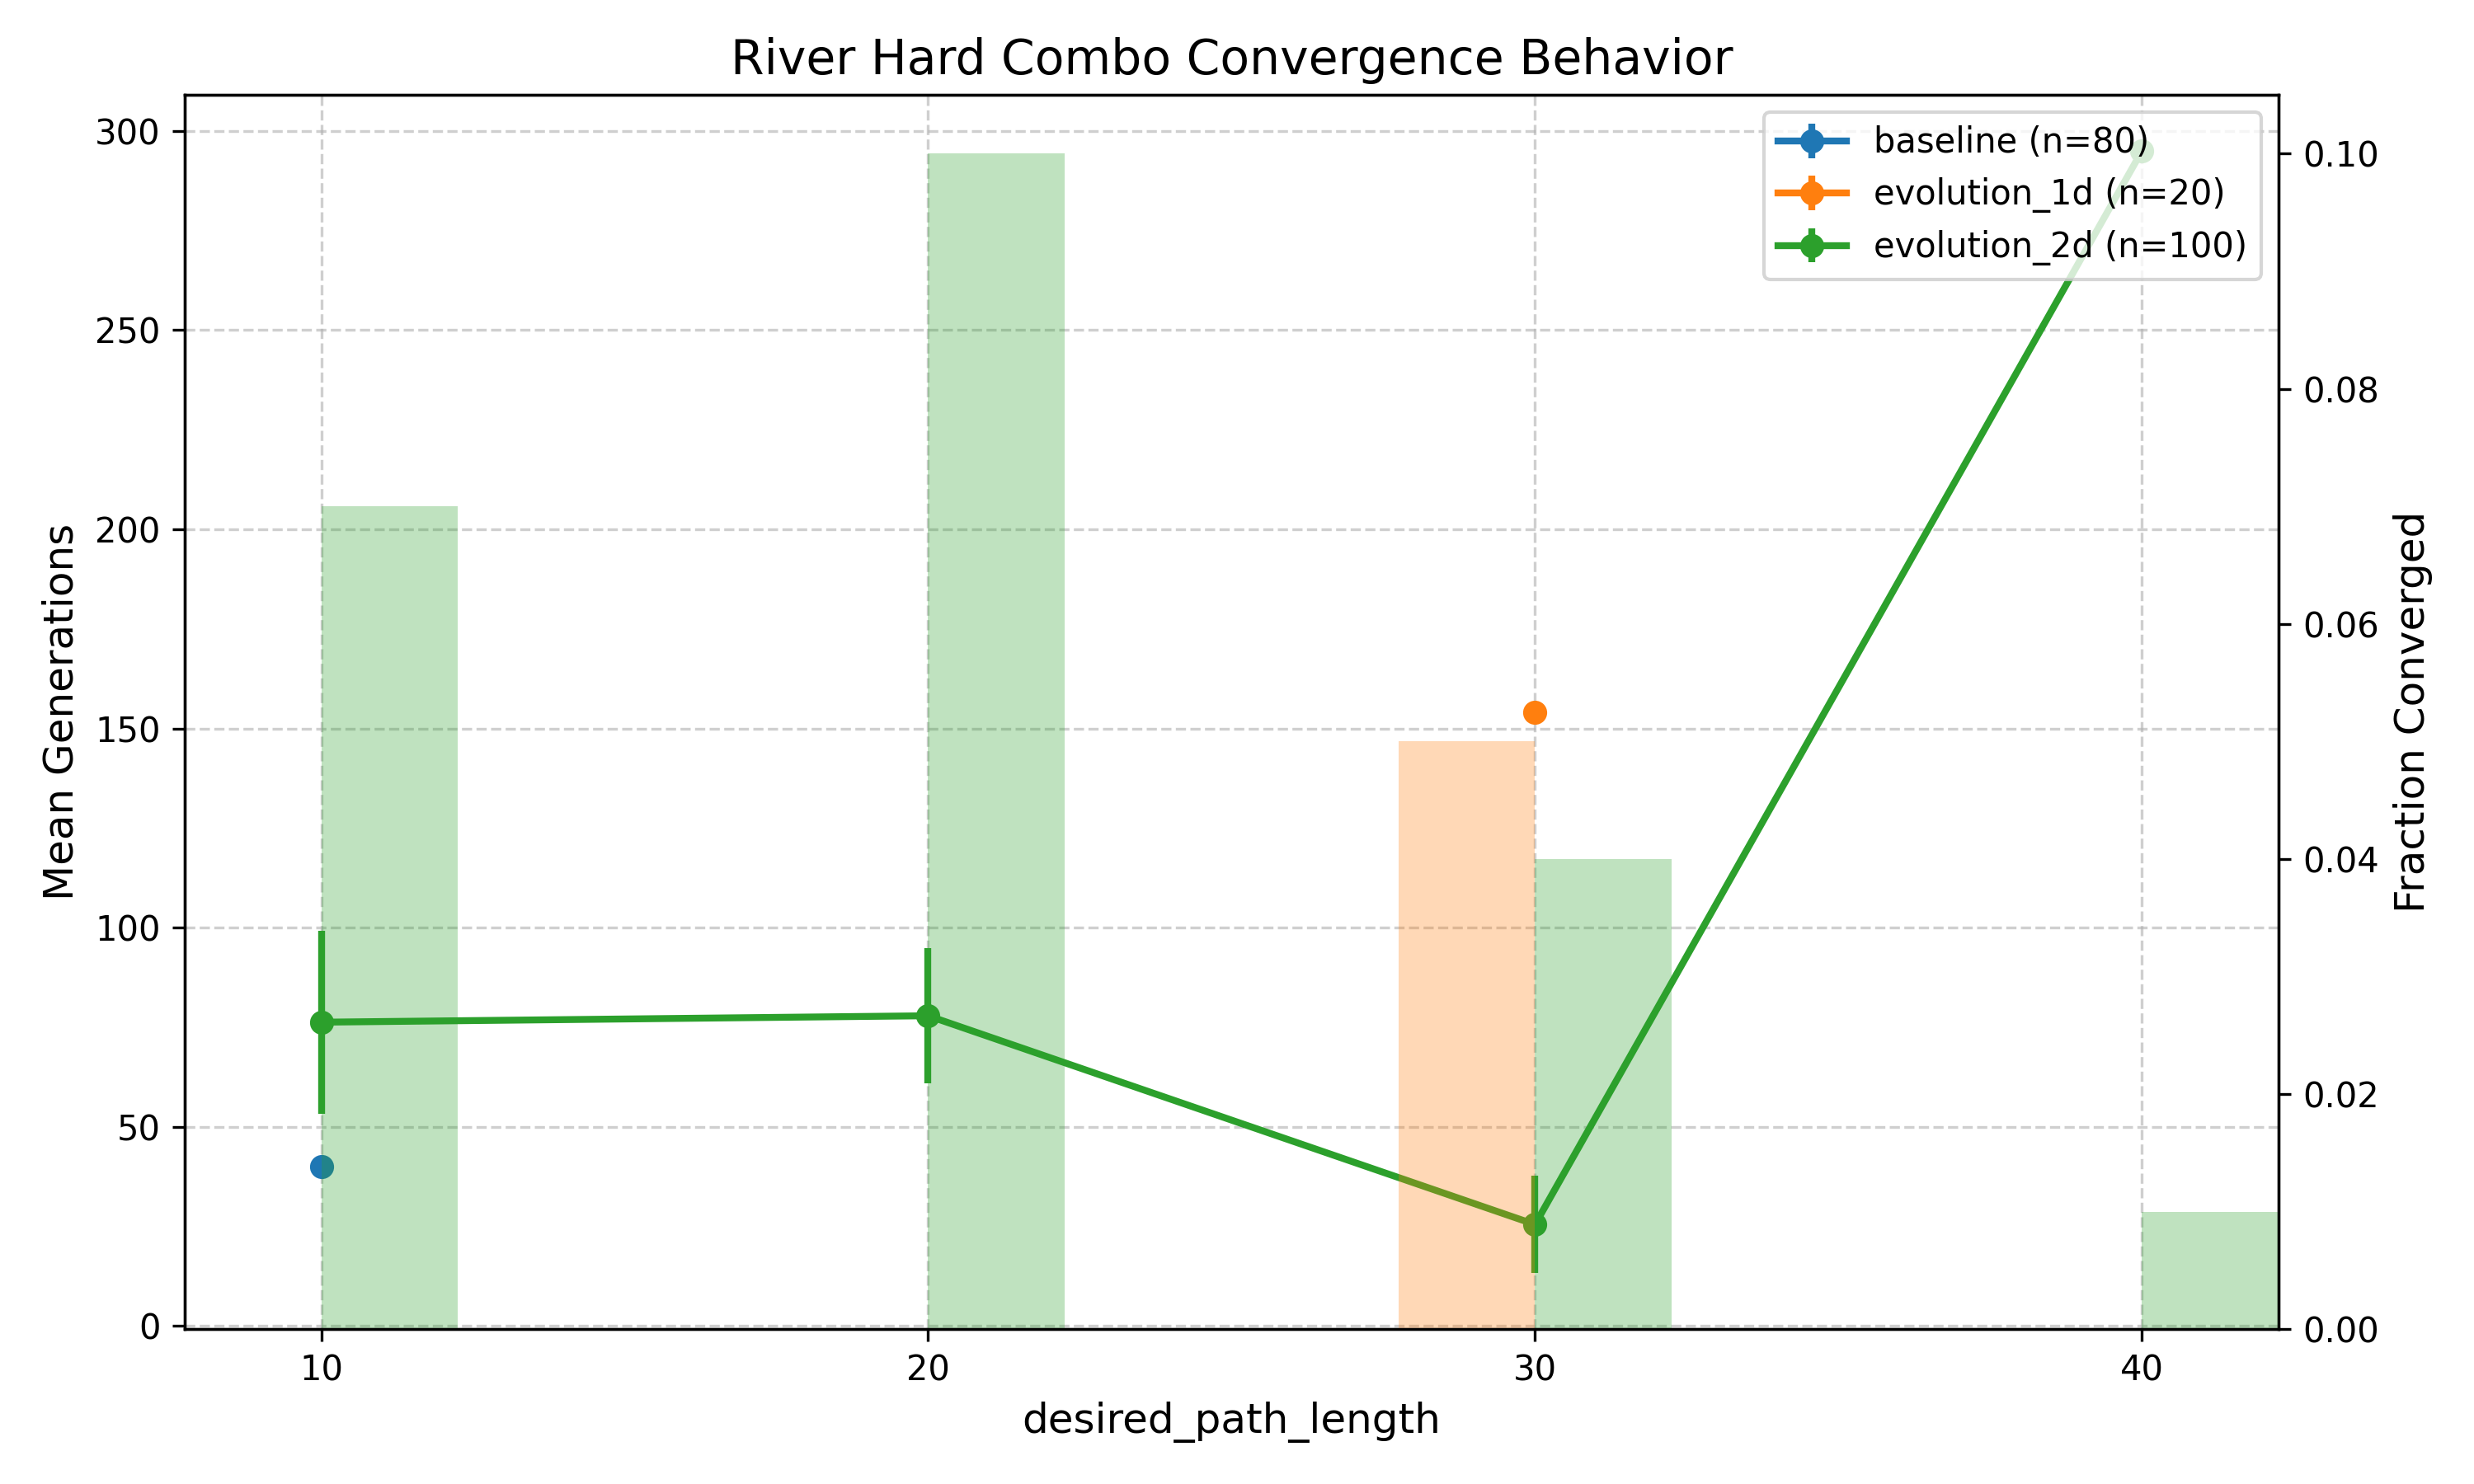 River Hard Combo Convergence Behavior
300
250
200
150
100
50
0
Mean Generations
baseline (n=80)
evolution_1d (n=20)
evolution_2d (n=100)
0.10
0.08
0.06
0.04
0.02
0.00
Fraction Converged
10 20 30 40
desired_path_length